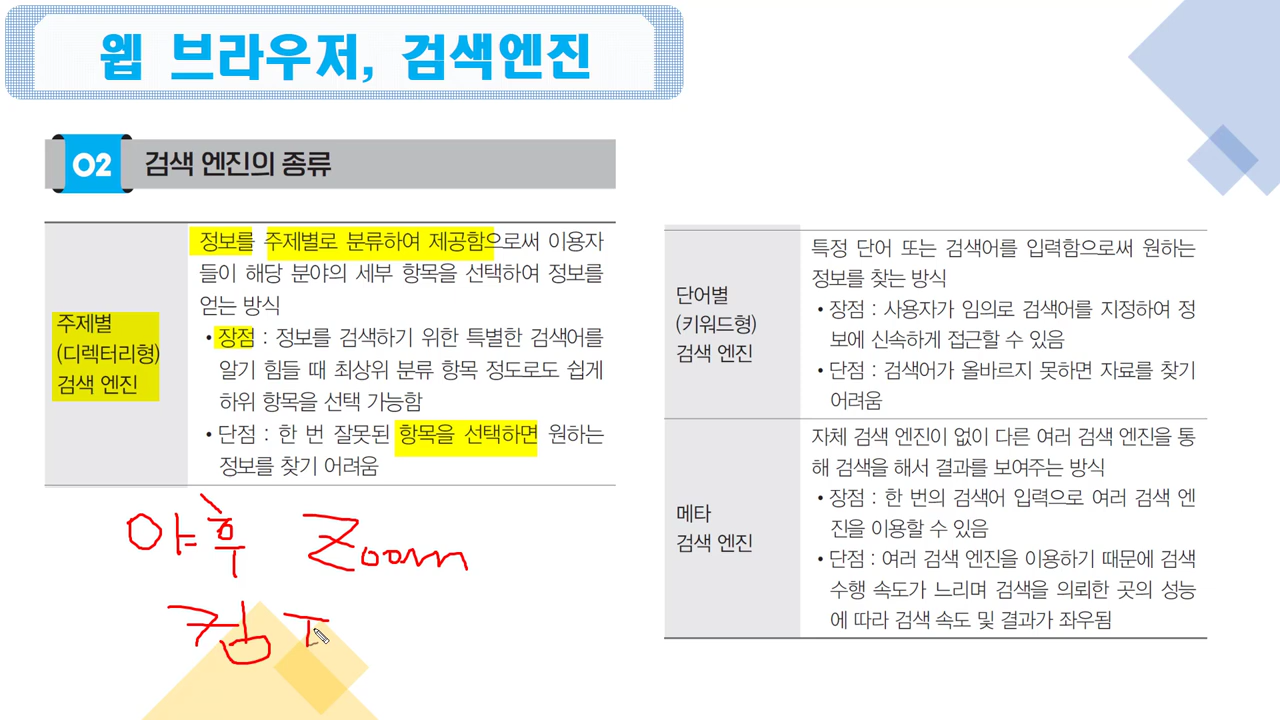 웹 브라우저, 검색엔진
02 검색 엔진의 종류
주제별
(디렉터리형)
검색 엔진
정보를 주제별로 분류하여 제공함으로써 이용자
들이 해당 분야의 세부 항목을 선택하여 정보를
얻는 방식
• 장점 : 정보를 검색하기 위한 특별한 검색어를
알기 힘들 때 최상위 분류 항목 정도로도 쉽게
하위 항목을 선택 가능함
• 단점 : 한 번 잘못된 항목을 선택하면 원하는
정보를 찾기 어려움
야후 Zoom
단어별
(키워드형)
검색 엔진
특정 단어 또는 검색어를 입력함으로써 원하는
정보를 찾는 방식
• 장점 : 사용자가 임의로 검색어를 지정하여 정
보에 신속하게 접근할 수 있음
• 단점 : 검색어가 올바르지 못하면 자료를 찾기
어려움
메타
검색 엔진
자체 검색 엔진이 없이 다른 여러 검색 엔진을 통
해 검색을 해서 결과를 보여주는 방식
• 장점 : 한 번의 검색어 입력으로 여러 검색 엔
진을 이용할 수 있음
• 단점 : 여러 검색 엔진을 이용하기 때문에 검색
수행 속도가 느리며 검색을 의뢰한 곳의 성능
에 따라 검색 속도 및 결과가 좌우됨